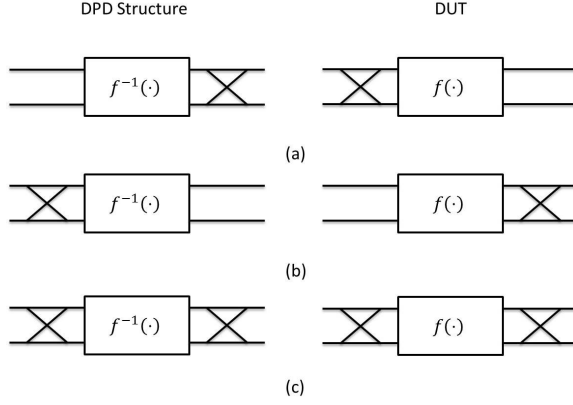 DPD Structure DUT
f⁻¹(·) f(·)
(a)
f⁻¹(·) f(·)
(b)
f⁻¹(·) f(·)
(c)